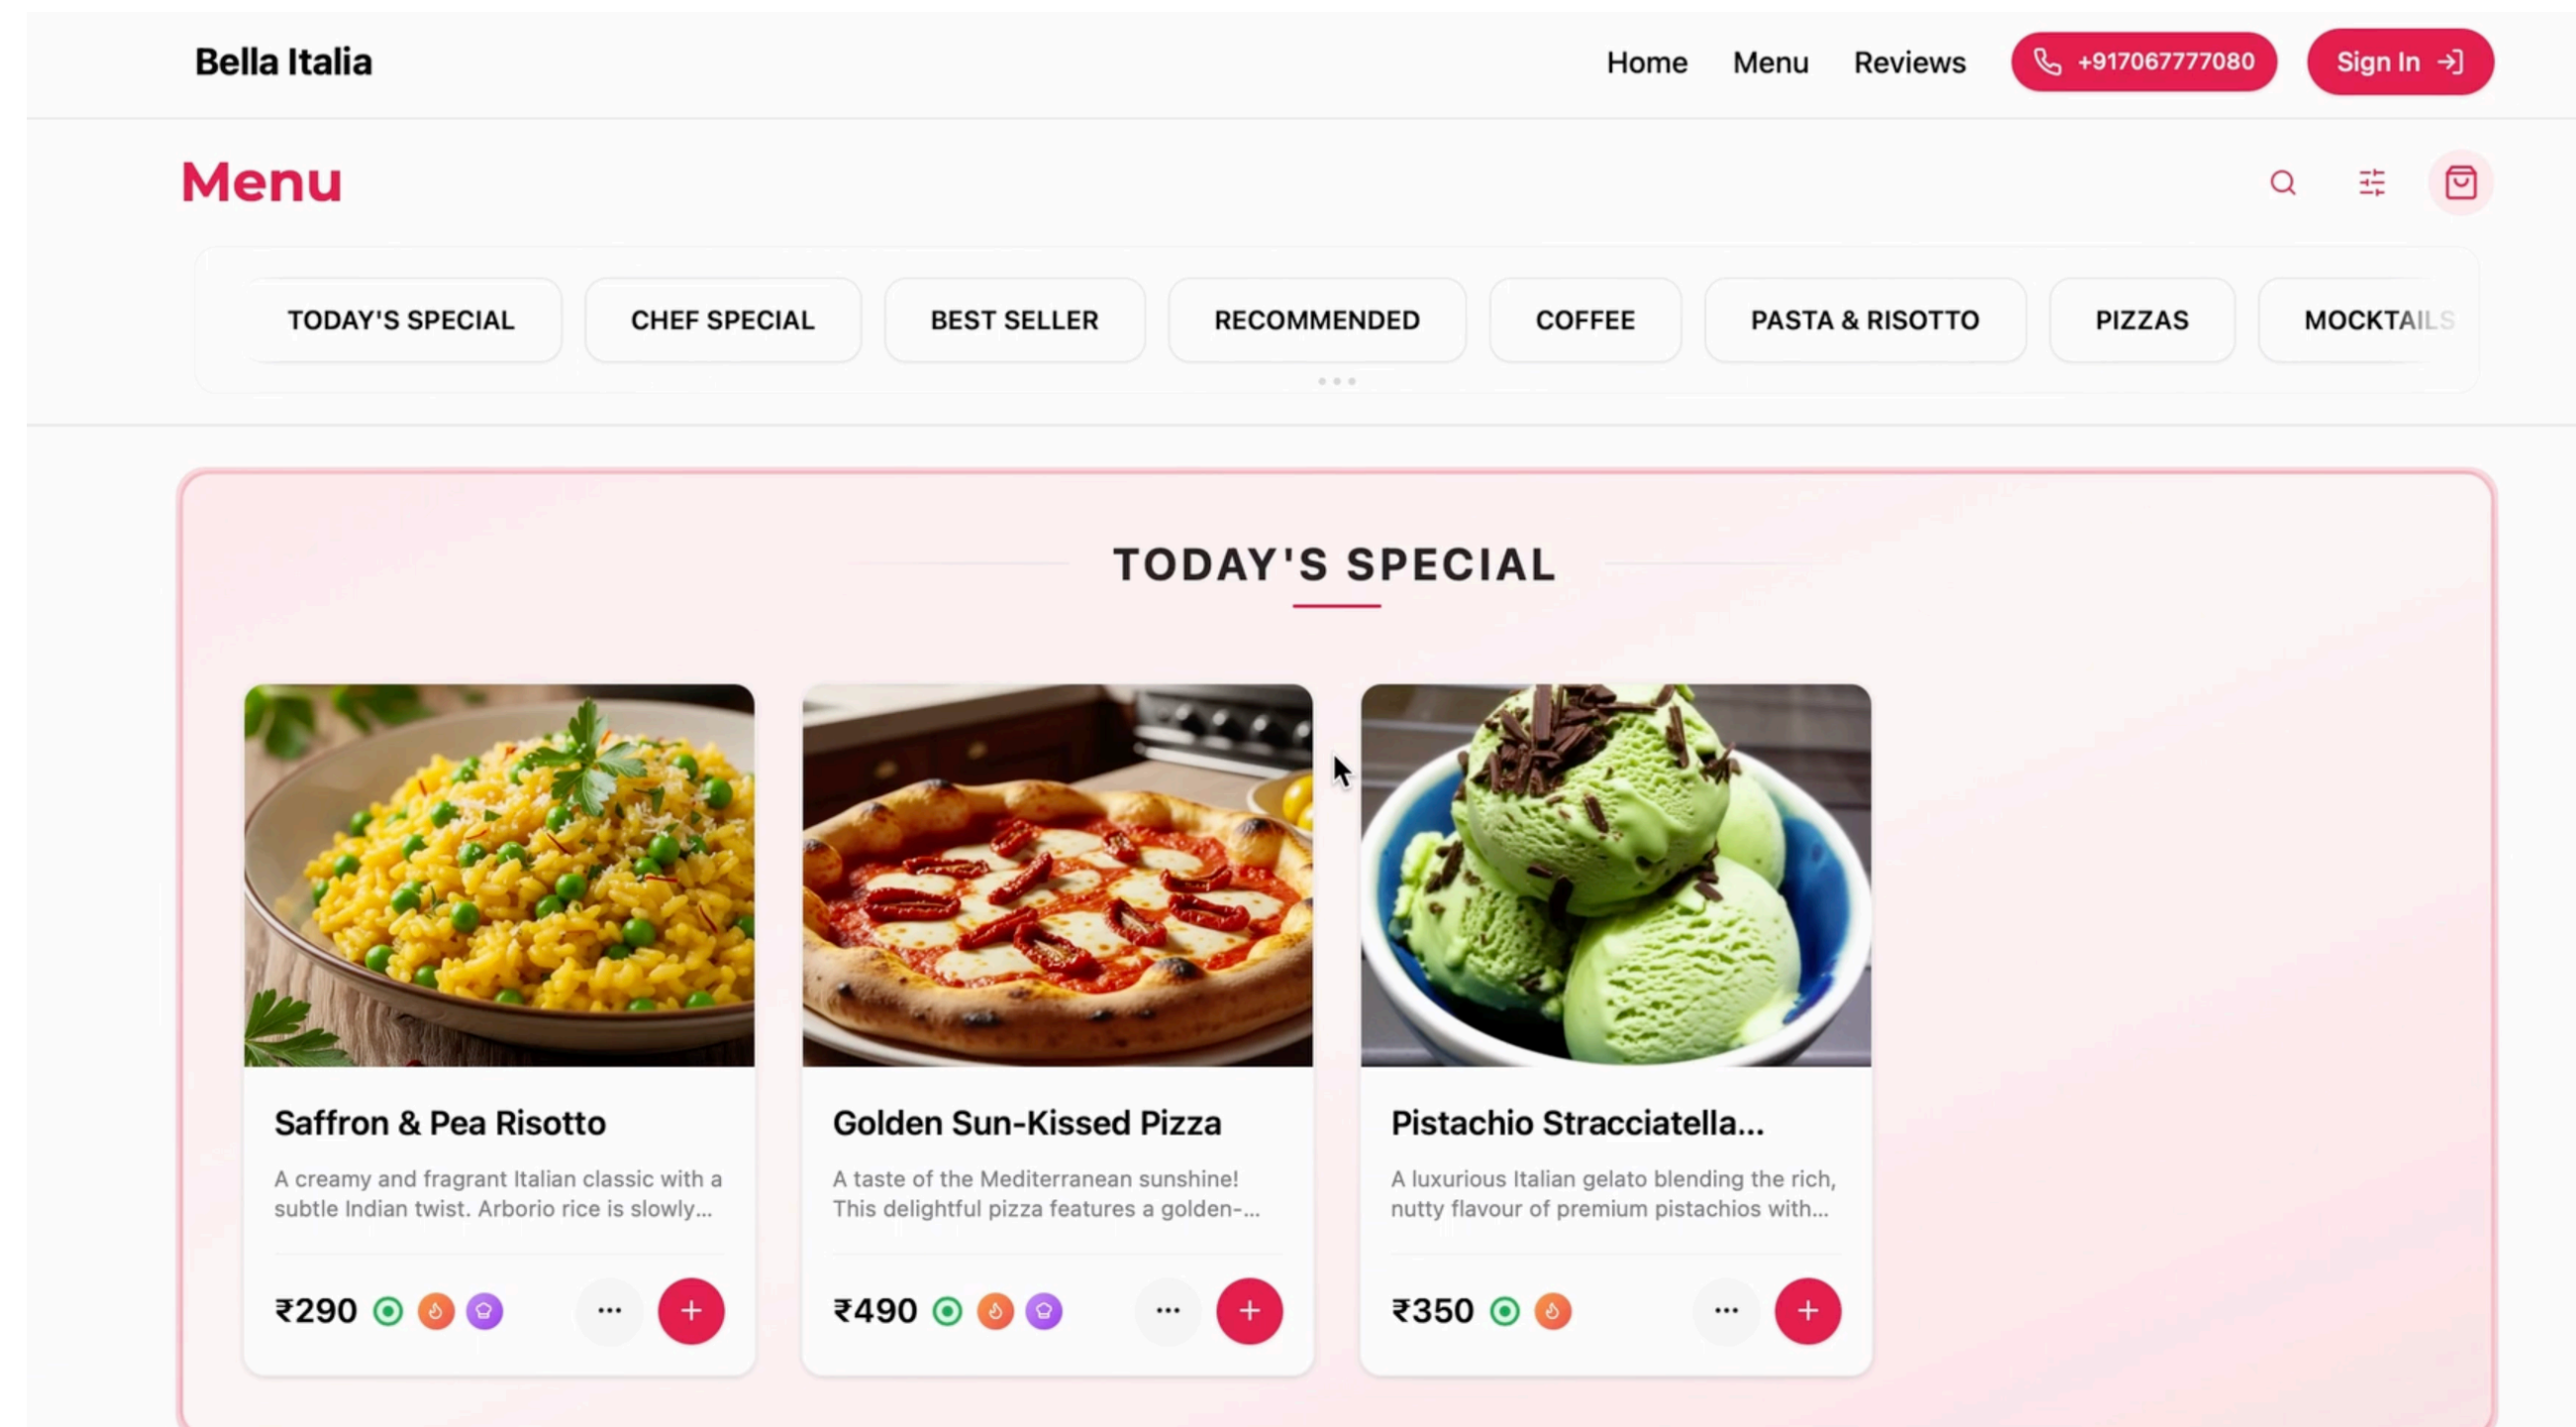 Bella Italia
Home
Menu
Reviews
+917067777080
Sign In
Menu
TODAY'S SPECIAL
CHEF SPECIAL
BEST SELLER
RECOMMENDED
COFFEE
PASTA & RISOTTO
PIZZAS
MOCKTAILS
TODAY'S SPECIAL
Saffron & Pea Risotto
A creamy and fragrant Italian classic with a
subtle Indian twist. Arborio rice is slowly...
₹290
Golden Sun-Kissed Pizza
A taste of the Mediterranean sunshine!
This delightful pizza features a golden-...
₹490
Pistachio Stracciatella...
A luxurious Italian gelato blending the rich,
nutty flavour of premium pistachios with...
₹350